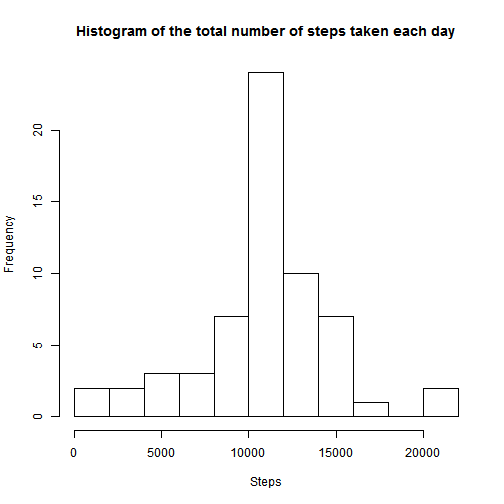 Histogram of the total number of steps taken each day
Frequency
20
15
10
5
0
0 5000 10000 15000 20000
Steps